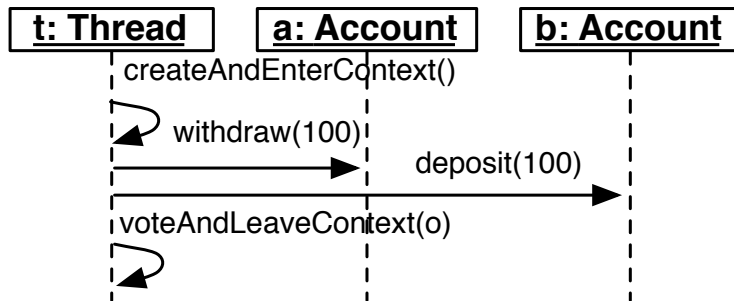 t: Thread a: Account b: Account
createAndEnterContext()
withdraw(100)
deposit(100)
voteAndLeaveContext(o)